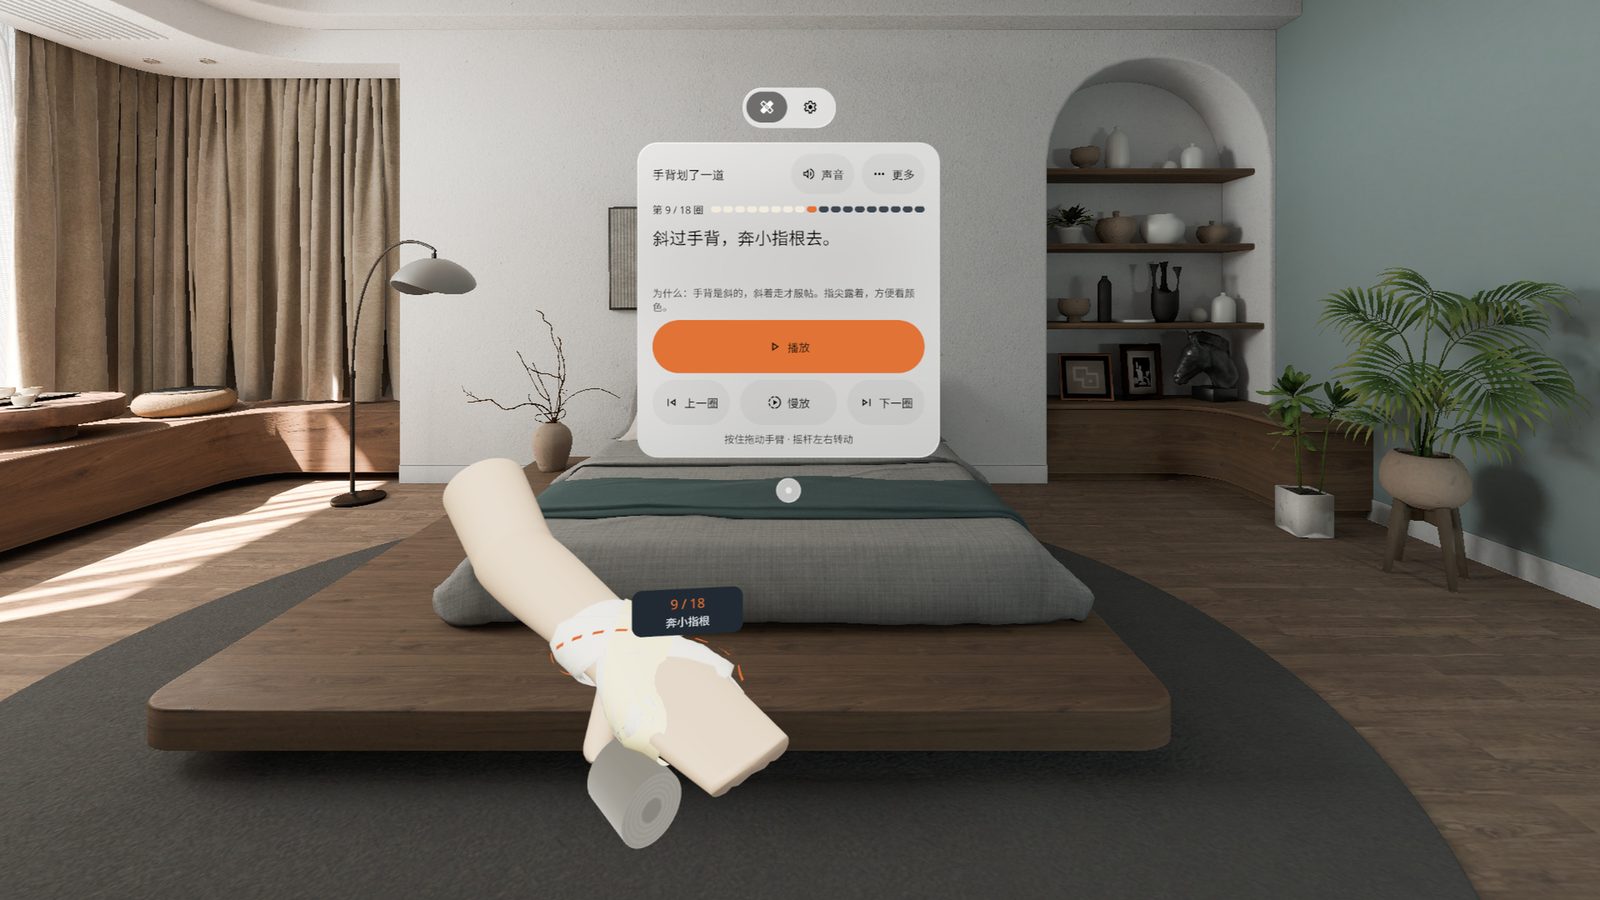 手背划了一道
声音
更多
第 9 / 18 圈
斜过手背，奔小指根去。
为什么：手背是斜的，斜着走才服帖。指尖露着，方便看颜
色。
播放
上一圈
慢放
下一圈
按住拖动手臂 · 摇杆左右转动
9 / 18
奔小指根